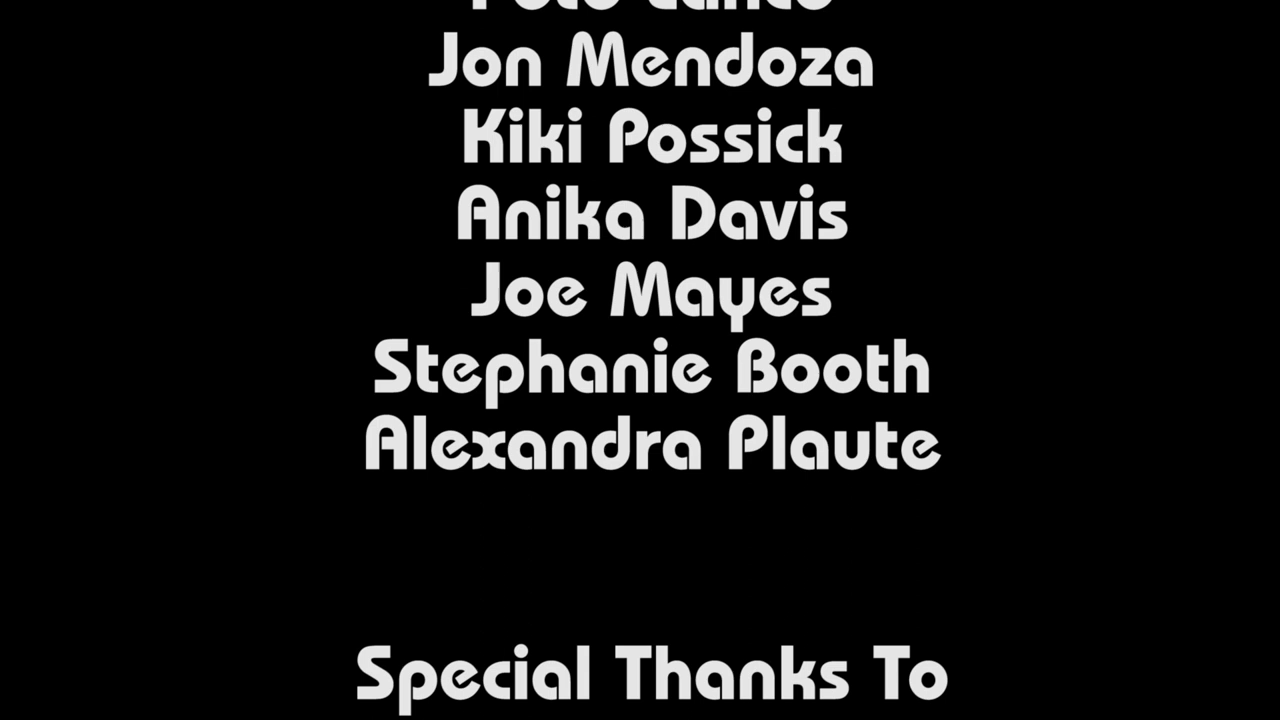 Jon Mendoza
Kiki Possick
Anika Davis
Joe Mayes
Stephanie Booth
Alexandra Plaute
Special Thanks To